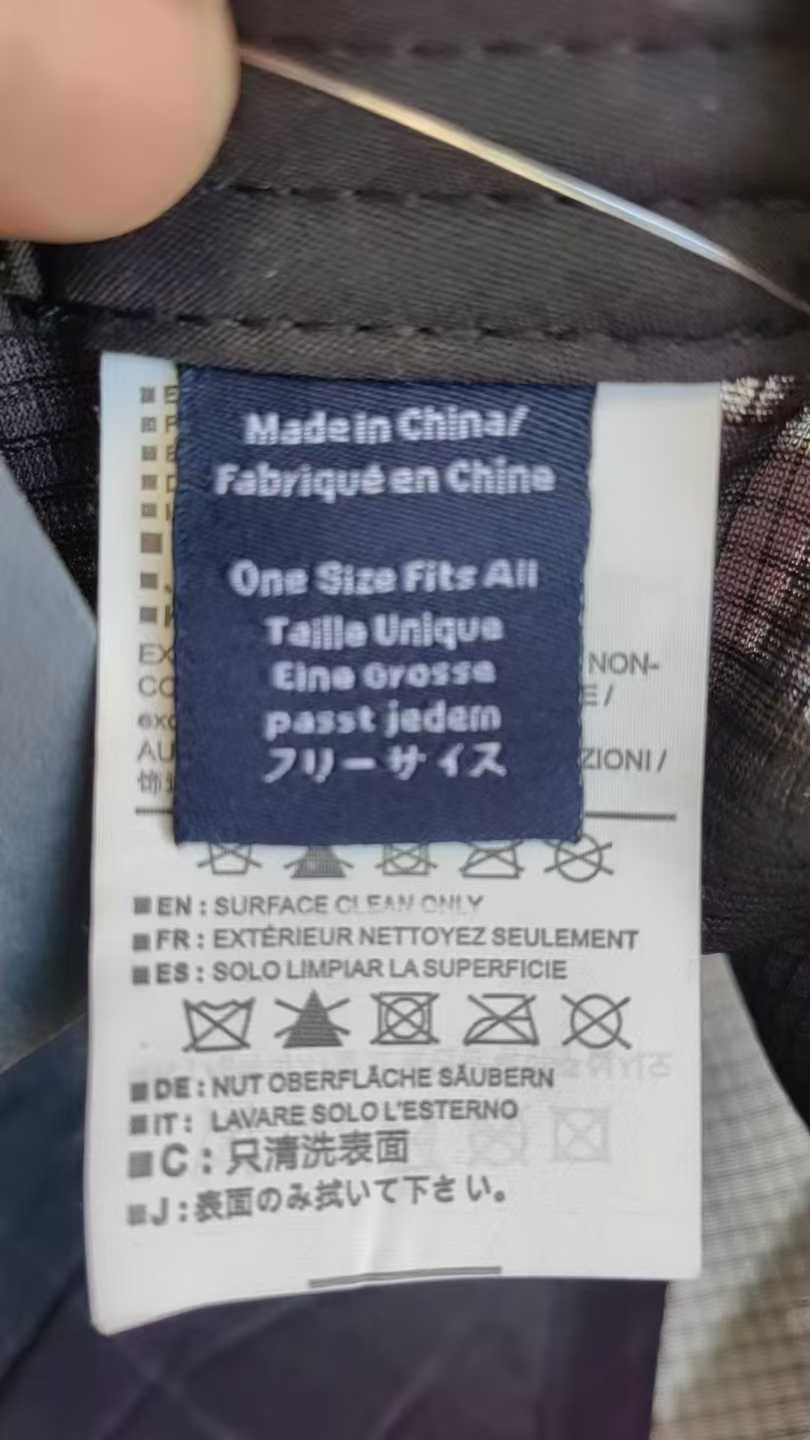 Made in China/
Fabriqué en Chine
One Size Fits All
Taille Unique
Eine Grosse
passt jedem
フリーサイズ
NON-
ZIONI /
EN : SURFACE CLEAN ONLY
FR : EXTÉRIEUR NETTOYEZ SEULEMENT
ES : SOLO LIMPIAR LA SUPERFICIE
DE : NUT OBERFLÄCHE SÄUBERN
IT : LAVARE SOLO L'ESTERNO
C : 只清洗表面
J : 表面のみ拭いて下さい。